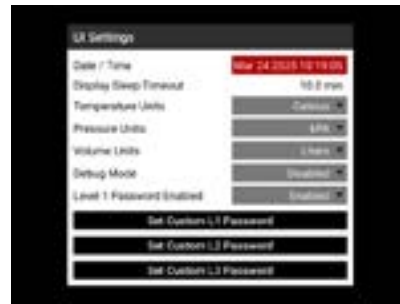 UI Settings
Date / Time Mar 24 2025 10:19:05
Display Sleep Timeout 10.0 min
Temperature Units Celsius
Pressure Units kPA
Volume Units Liters
Debug Mode Disabled
Level 1 Password Enabled Enabled
Set Custom L1 Password
Set Custom L2 Password
Set Custom L3 Password